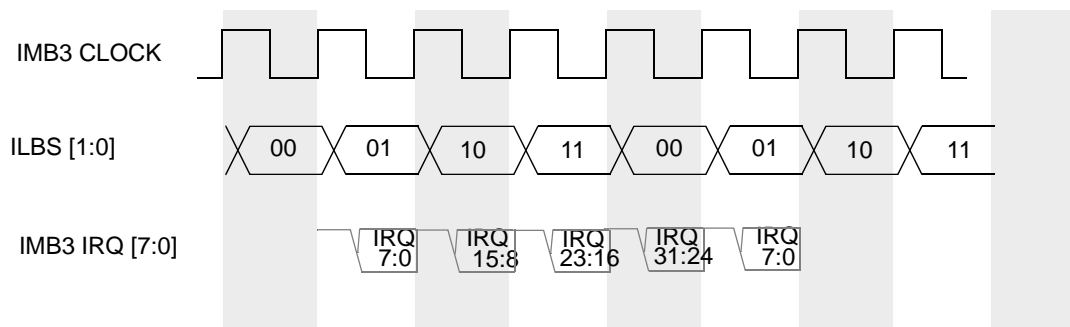 IMB3 CLOCK
ILBS [1:0]
00 01 10 11 00 01 10 11
IMB3 IRQ [7:0]
IRQ IRQ IRQ IRQ IRQ
7:0 15:8 23:16 31:24 7:0